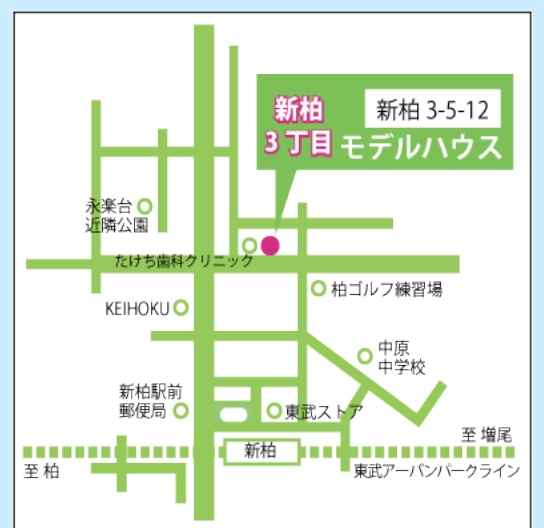 新柏
3丁目
新柏 3-5-12
モデルハウス
永楽台
近隣公園
たけち歯科クリニック
柏ゴルフ練習場
KEIHOKU
中原
中学校
新柏駅前
郵便局
東武ストア
至 増尾
新柏
至 柏
東武アーバンパークライン